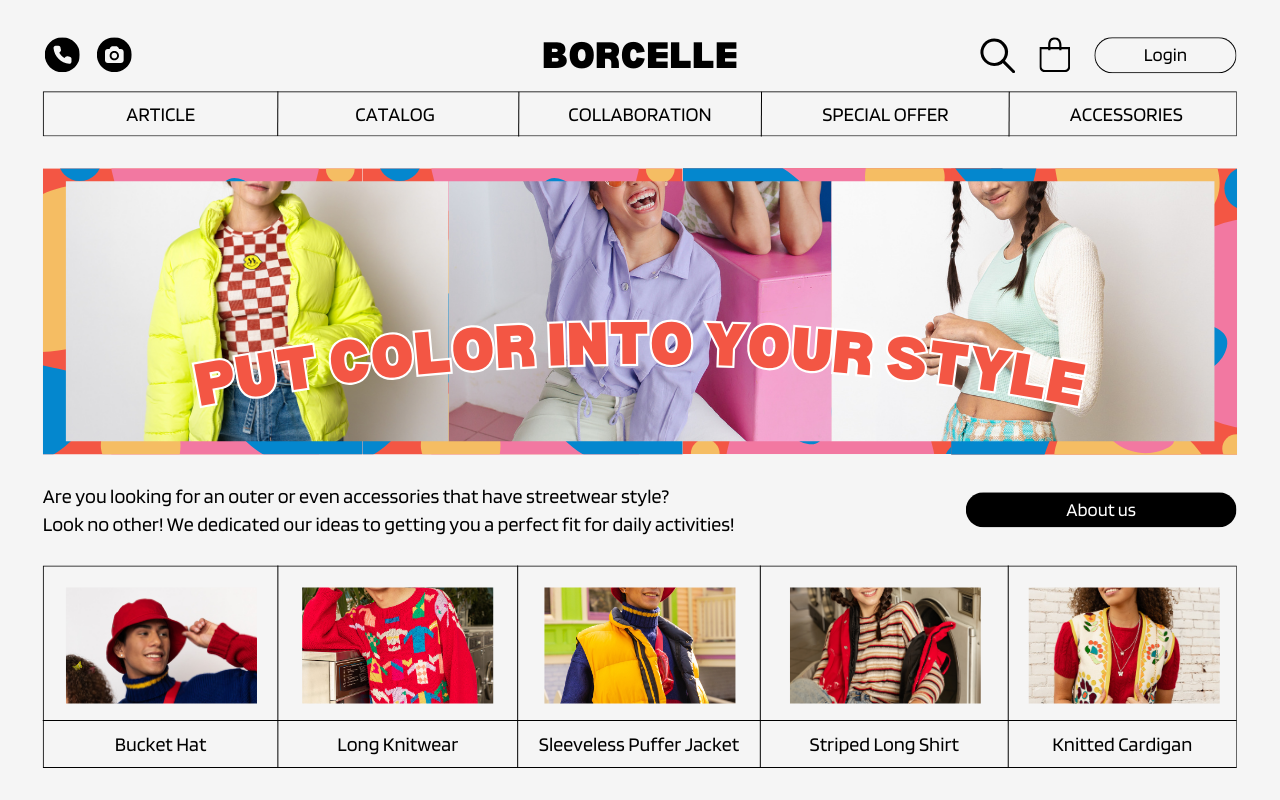 BORCELLE
Login
ARTICLE
CATALOG
COLLABORATION
SPECIAL OFFER
ACCESSORIES
PUT COLOR INTO YOUR STYLE
Are you looking for an outer or even accessories that have streetwear style?
Look no other! We dedicated our ideas to getting you a perfect fit for daily activities!
About us
Bucket Hat
Long Knitwear
Sleeveless Puffer Jacket
Striped Long Shirt
Knitted Cardigan